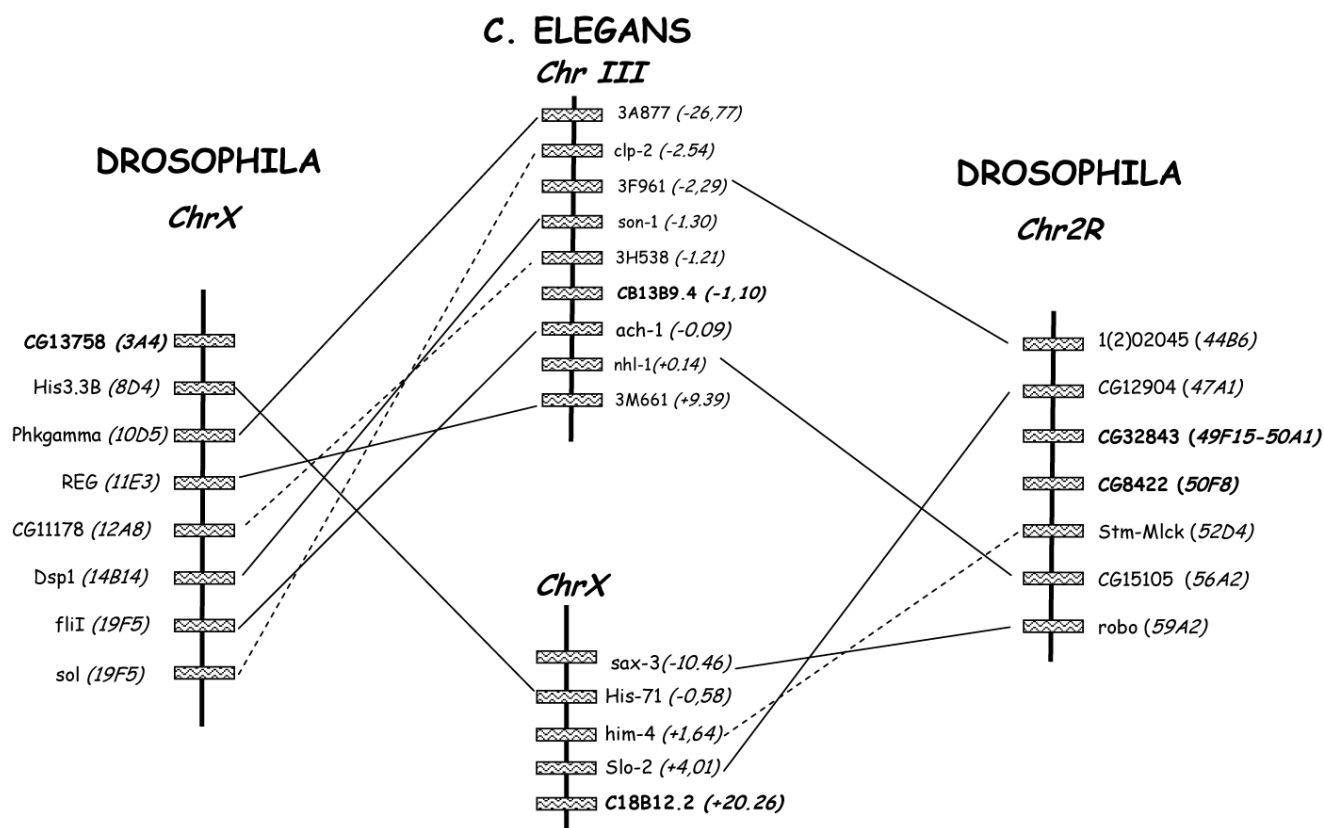 C. ELEGANS
Chr III
3A877 (-26,77)
clp-2 (-2.54)
3F961 (-2,29)
son-1 (-1.30)
3H538 (-1.21)
CB13B9.4 (-1,10)
ach-1 (-0.09)
nhl-1(+0.14)
3M661 (+9.39)
DROSOPHILA
ChrX
CG13758 (3A4)
His3.3B (8D4)
Phkgamma (10D5)
REG (11E3)
CG11178 (12A8)
Dsp1 (14B14)
fliI (19F5)
sol (19F5)
ChrX
sax-3(-10.46)
His-71 (-0,58)
him-4 (+1,64)
Slo-2 (+4,01)
C18B12.2 (+20.26)
DROSOPHILA
Chr2R
1(2)02045 (44B6)
CG12904 (47A1)
CG32843 (49F15-50A1)
CG8422 (50F8)
Stm-Mlck (52D4)
CG15105 (56A2)
robo (59A2)